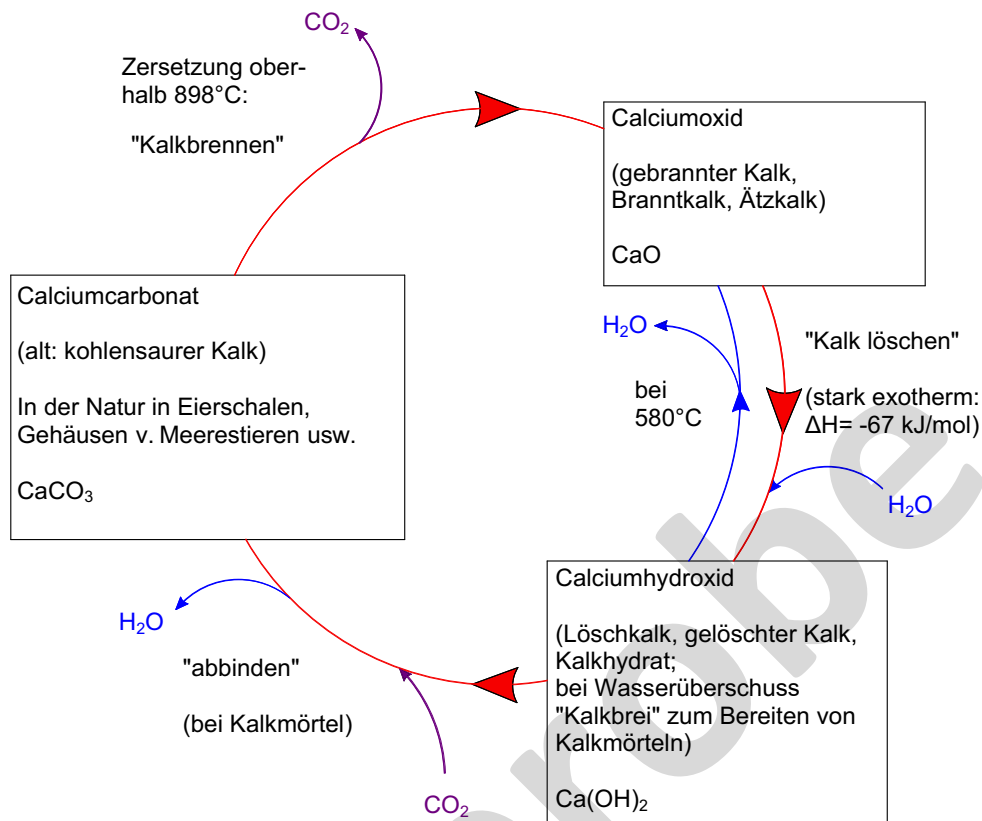 CO₂
Zersetzung ober-
halb 898°C:
"Kalkbrennen"
Calciumoxid
(gebrannter Kalk,
Branntkalk, Ätzkalk)
CaO
Calciumcarbonat
(alt: kohlensaurer Kalk)
In der Natur in Eierschalen,
Gehäusen v. Meerestieren usw.
CaCO₃
H₂O
bei
580°C
"Kalk löschen"
(stark exotherm:
ΔH= -67 kJ/mol)
H₂O
Calciumhydroxid
(Löschkalk, gelöschter Kalk,
Kalkhydrat;
bei Wasserüberschuss
"Kalkbrei" zum Bereiten von
Kalkmörteln)
Ca(OH)₂
H₂O
"abbinden"
(bei Kalkmörtel)
CO₂
probe